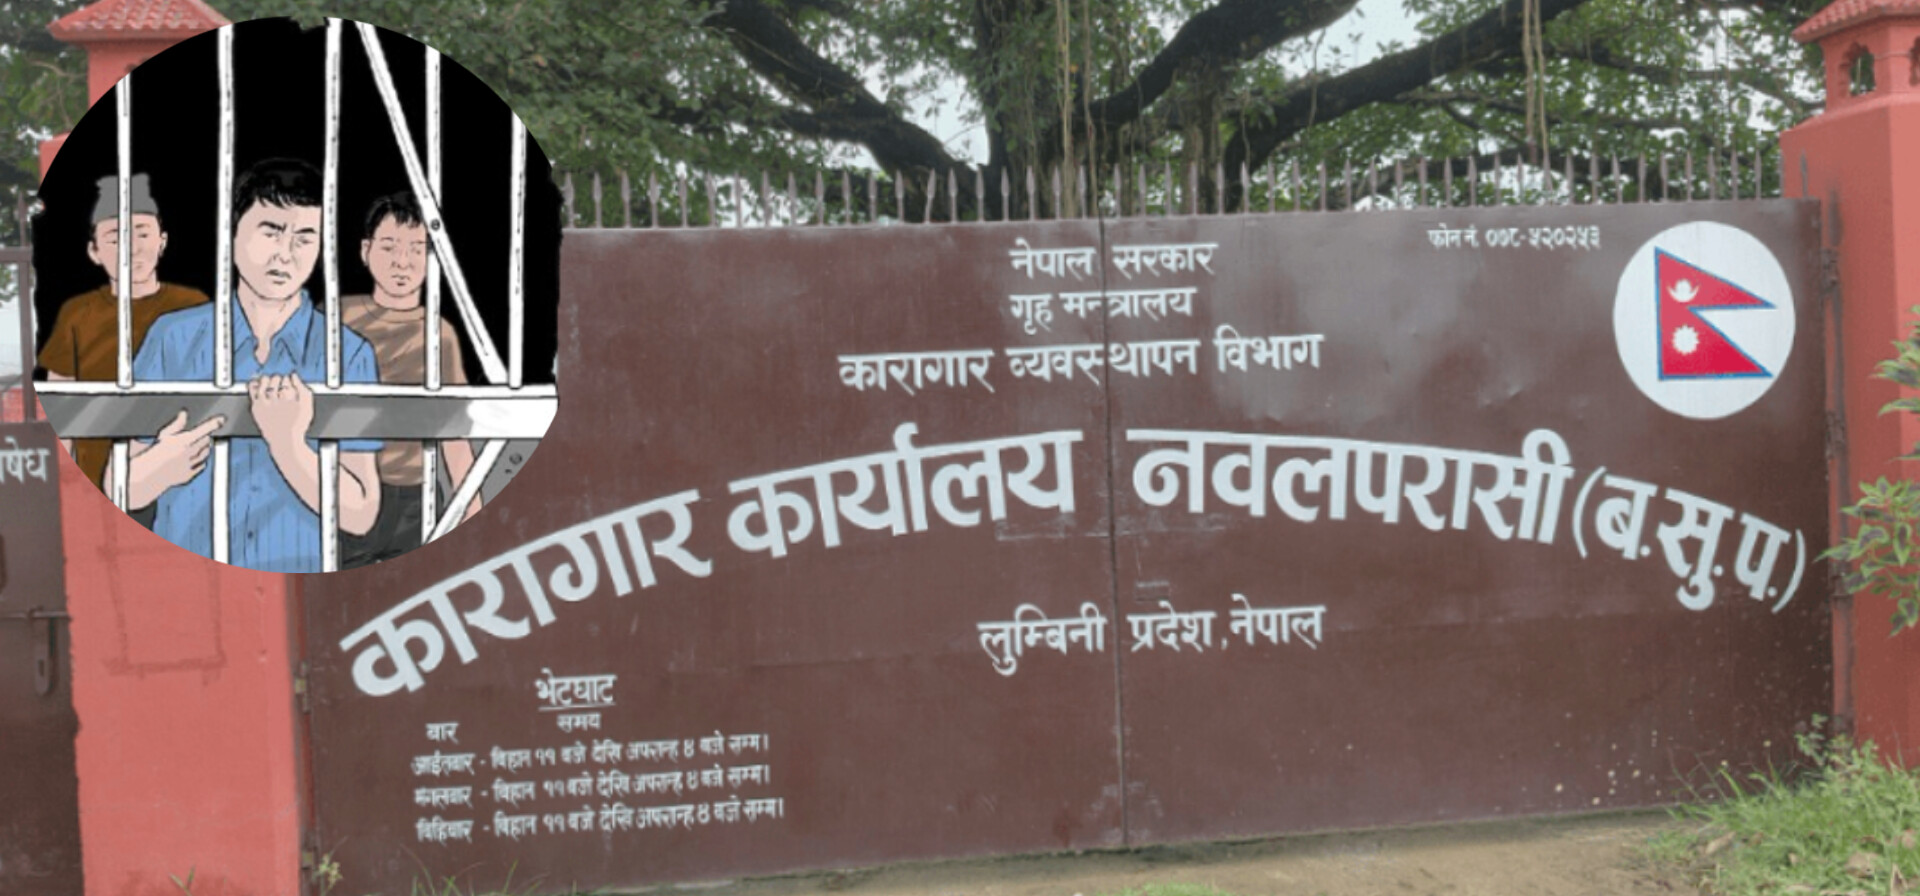 नेपाल सरकार
गृह मन्त्रालय
कारागार व्यवस्थापन विभाग
फोन नं. ०७८-५२०२५३
कारागार कार्यालय नवलपरासी (ब.सु.प.)
लुम्बिनी प्रदेश, नेपाल
भेटघाट
बार समय
आईतवार - बिहान ११ बजे देखि अपरान्ह ४ बजे सम्म।
मंगलवार - बिहान ११ बजे देखि अपरान्ह ४ बजे सम्म।
बिहिवार - बिहान ११ बजे देखि अपरान्ह ४ बजे सम्म।